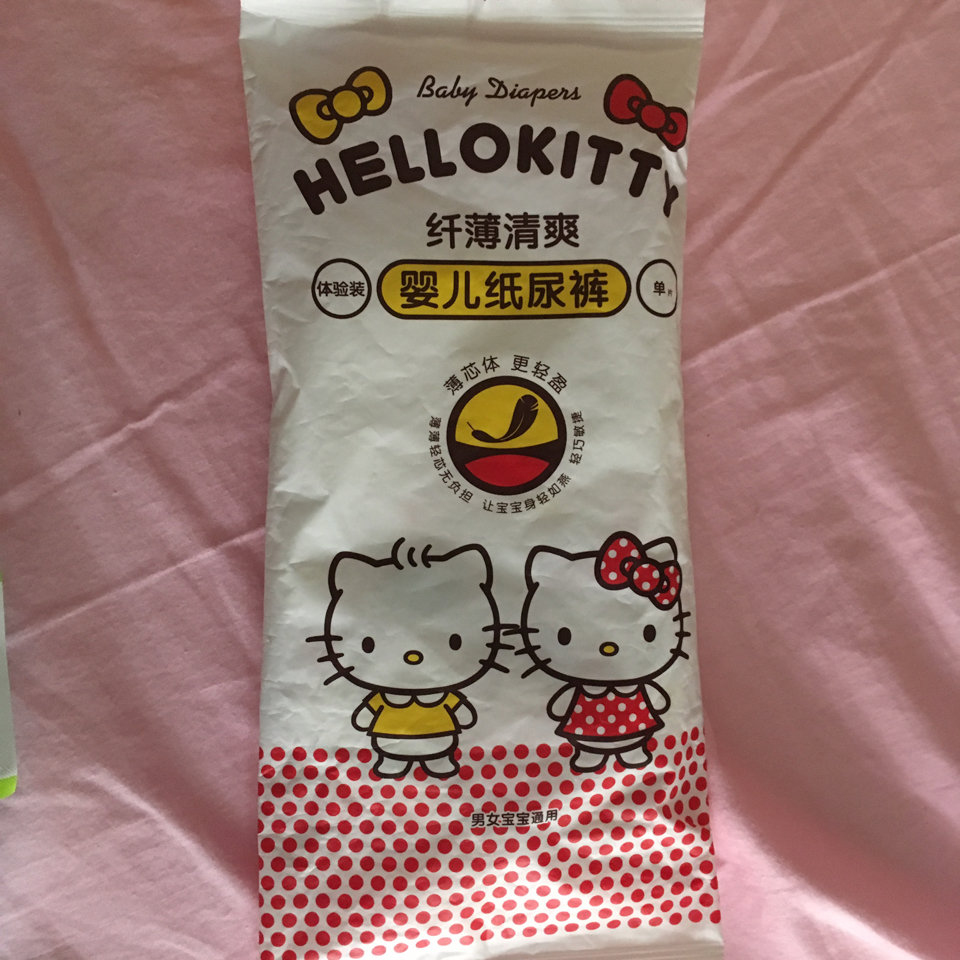 Baby Diapers
HELLOKITTY
纤薄清爽
体验装
婴儿纸尿裤
单片
薄芯体 更轻盈
薄薄轻芯无负担 让宝宝身轻如燕 轻巧敏捷
男女宝宝通用